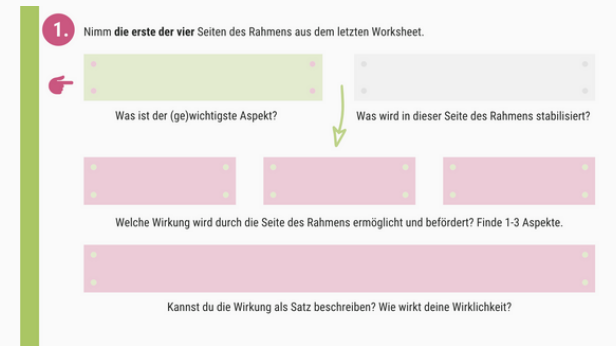 1.
Nimm die erste der vier Seiten des Rahmens aus dem letzten Worksheet.
Was ist der (ge)wichtigste Aspekt?
Was wird in dieser Seite des Rahmens stabilisiert?
Welche Wirkung wird durch die Seite des Rahmens ermöglicht und befördert? Finde 1-3 Aspekte.
Kannst du die Wirkung als Satz beschreiben? Wie wirkt deine Wirklichkeit?